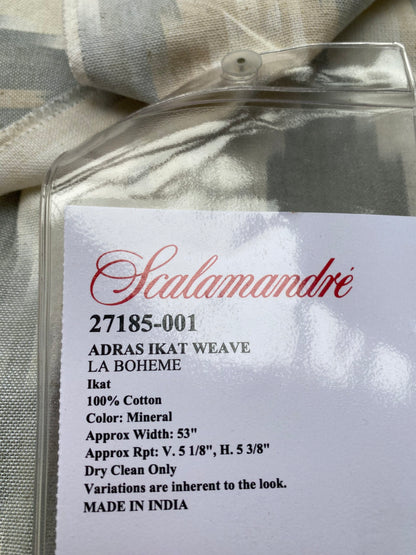 Scalamandré
27185-001
ADRAS IKAT WEAVE
LA BOHEME
Ikat
100% Cotton
Color: Mineral
Approx Width: 53"
Approx Rpt: V. 5 1/8", H. 5 3/8"
Dry Clean Only
Variations are inherent to the look.
MADE IN INDIA